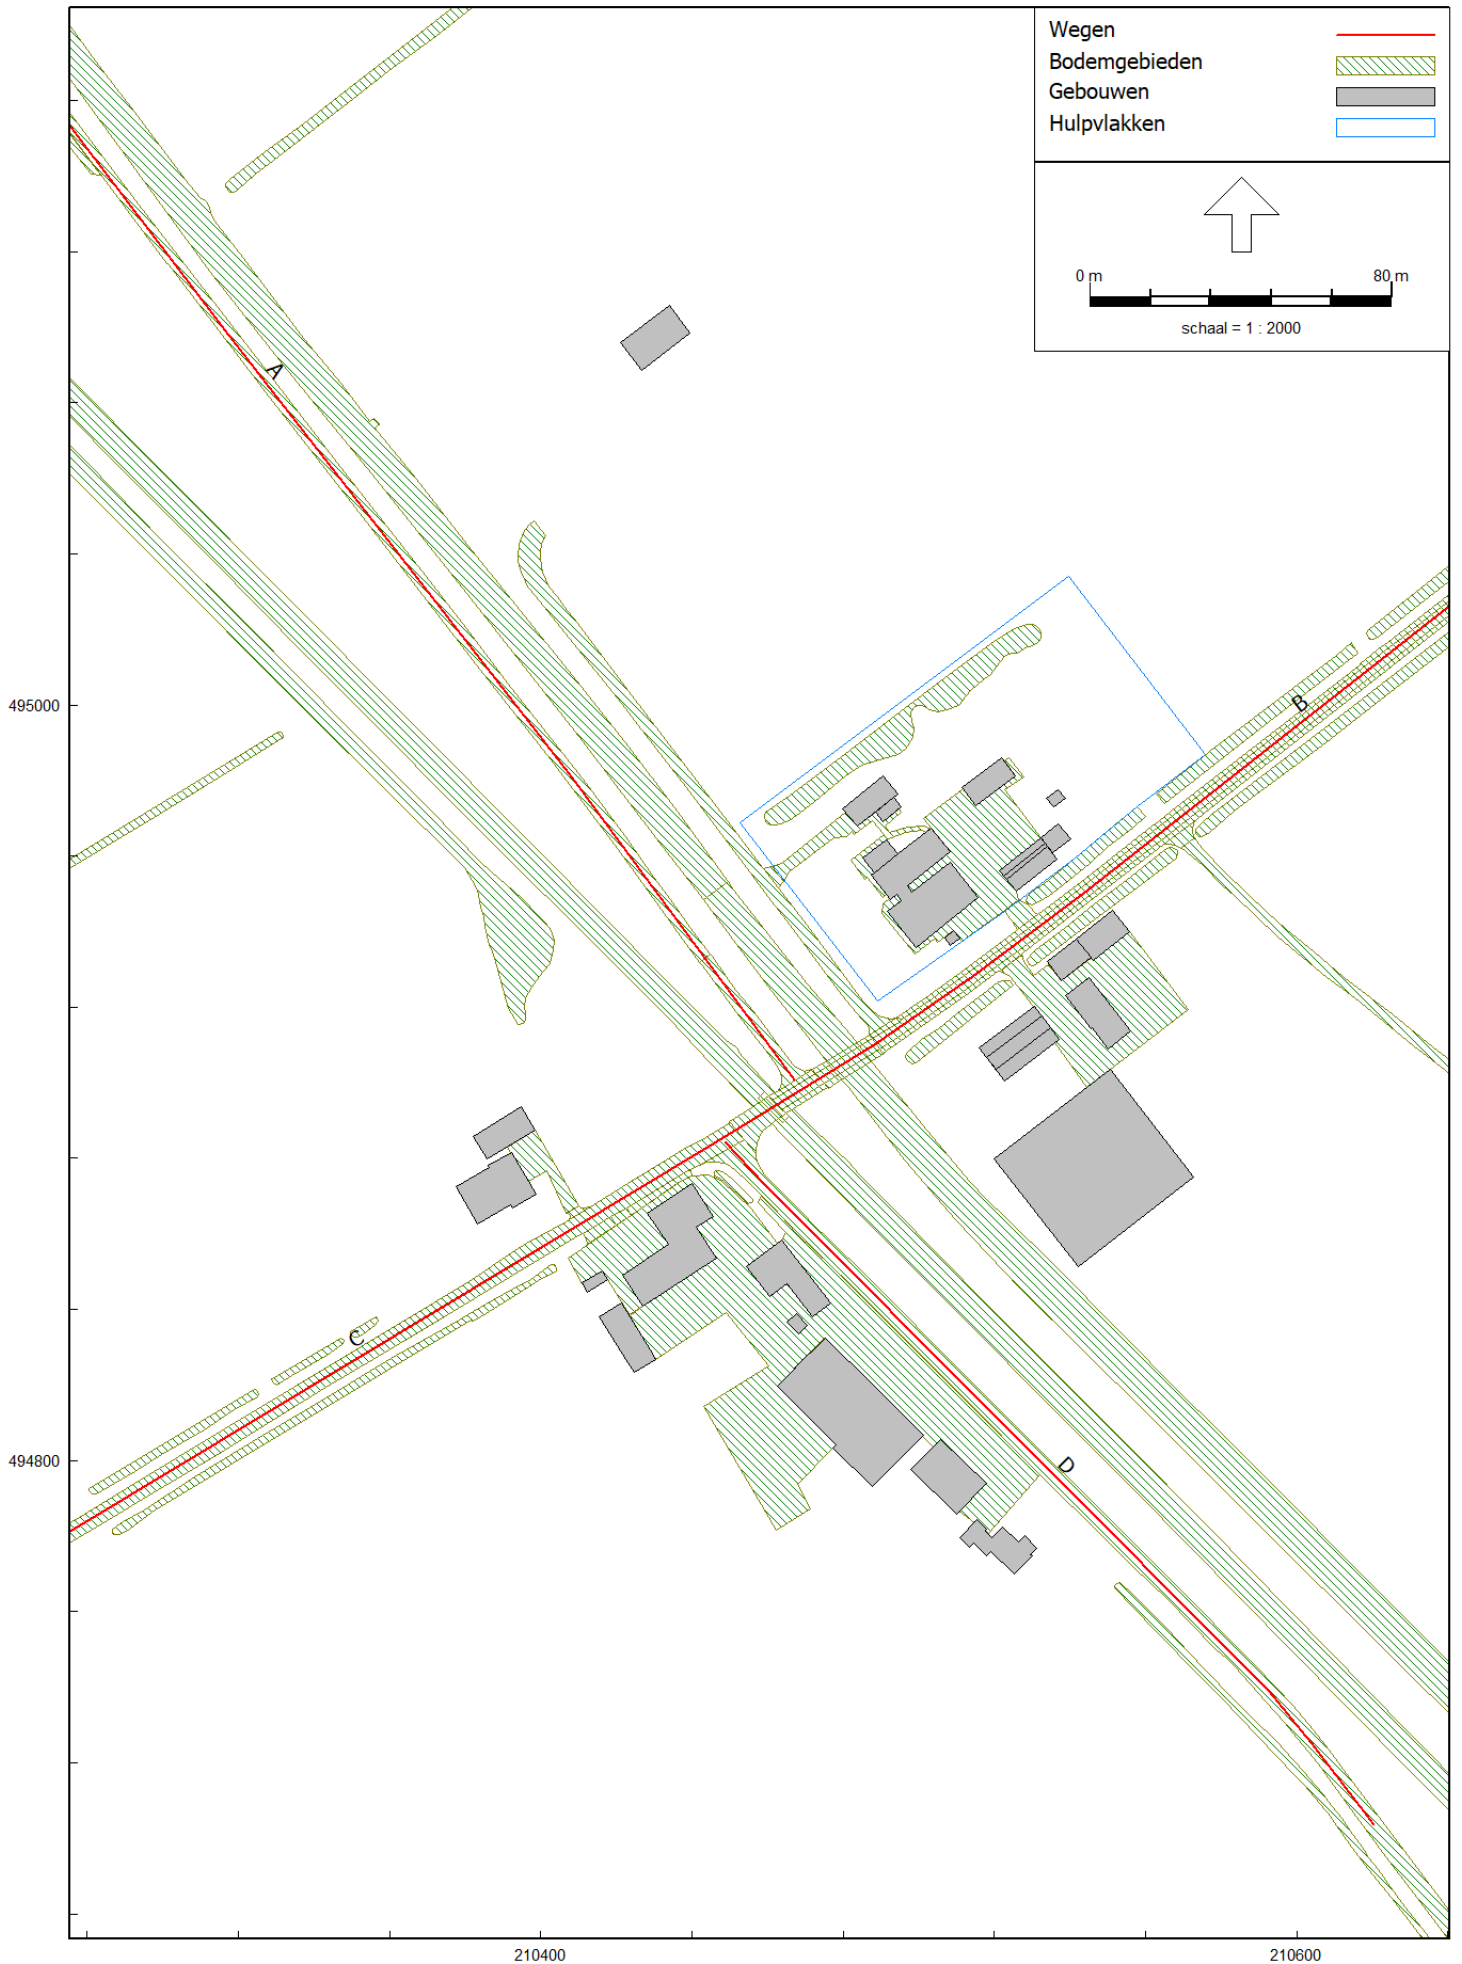 Wegen
Bodemgebieden
Gebouwen
Hulpvlakken
0 m 80 m
schaal = 1 : 2000
A
495000
B
C
494800
D
210400 210600